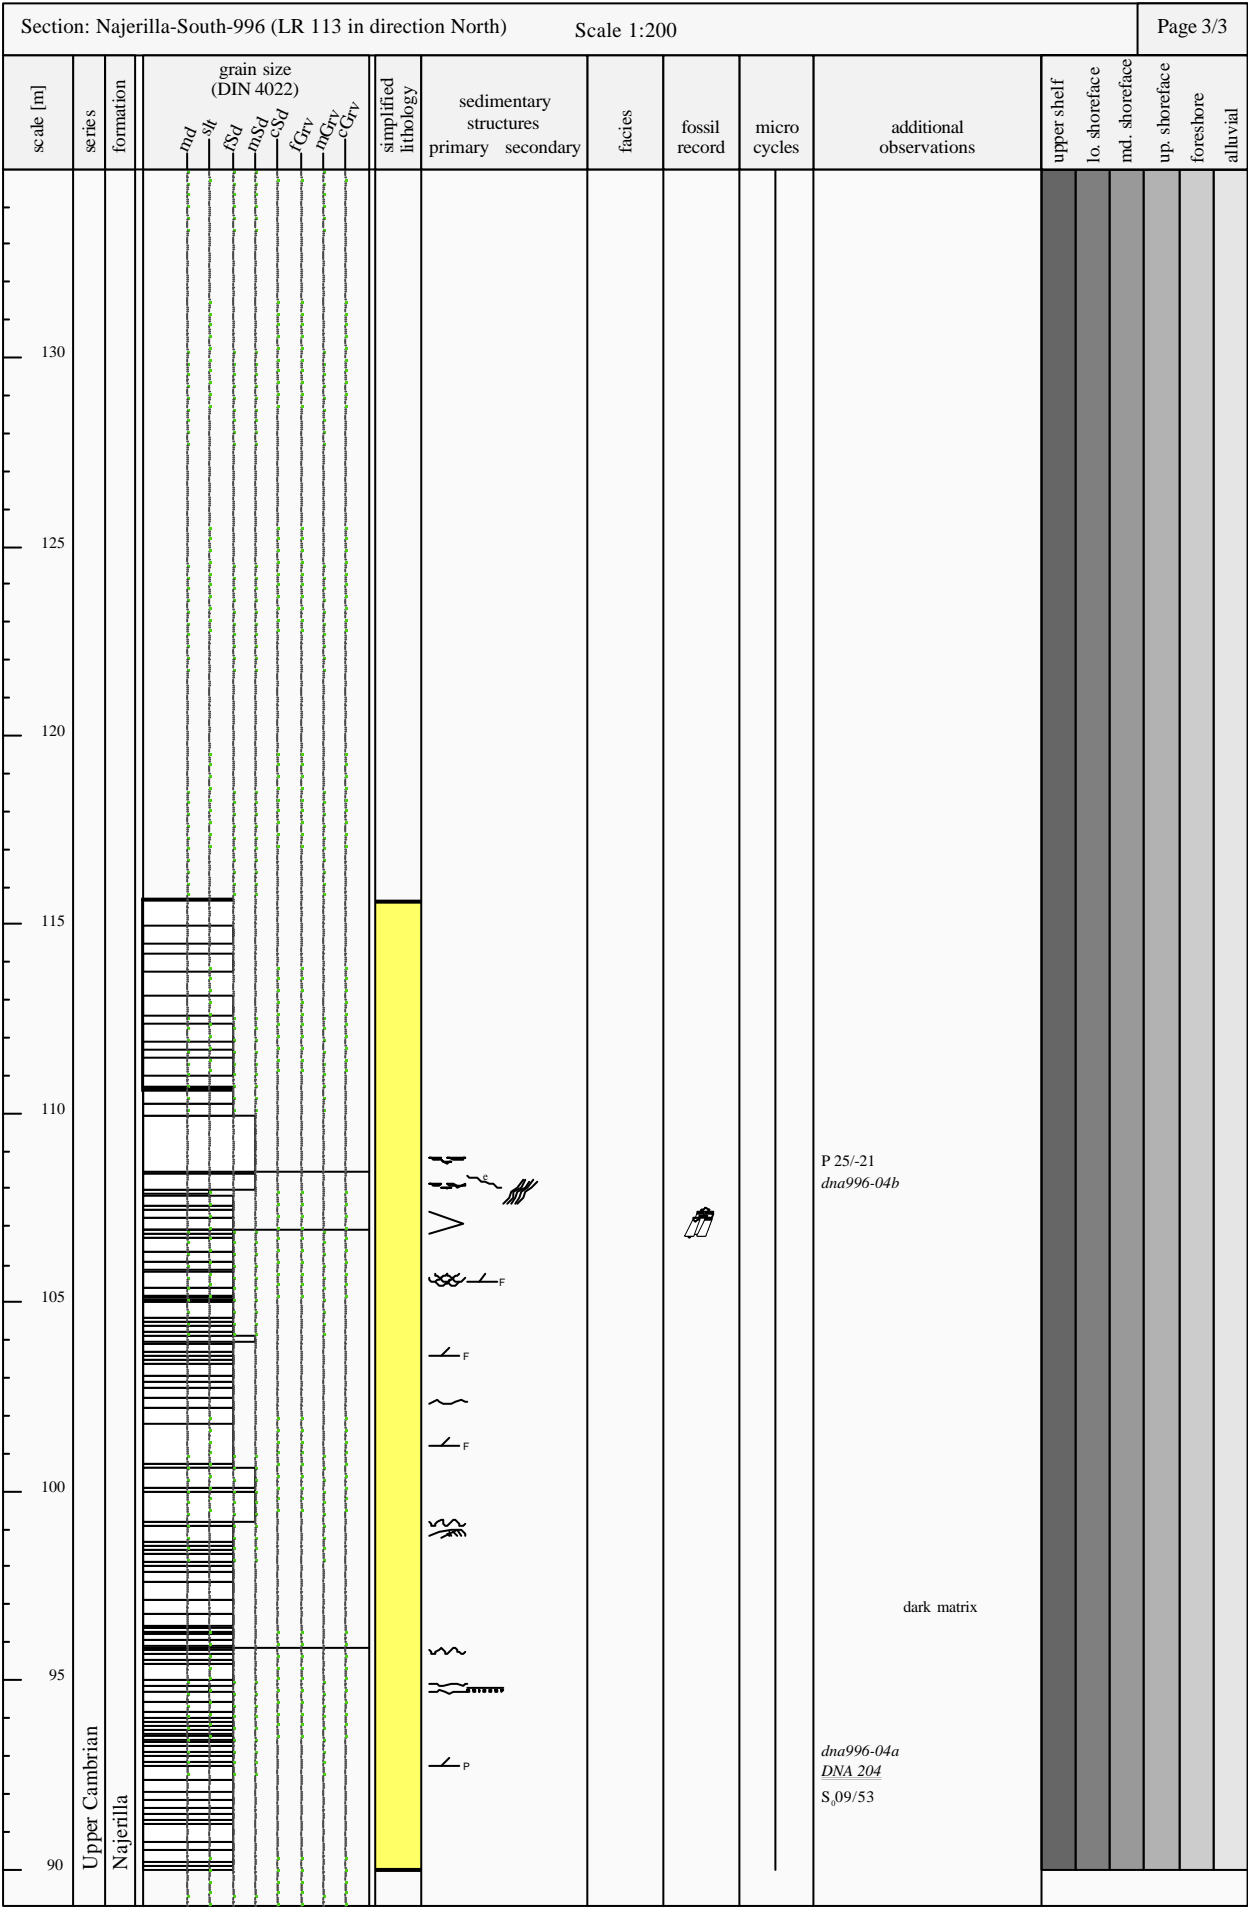 Section: Najerilla-South-996 (LR 113 in direction North) Scale 1:200 Page 3/3
scale [m]
series
formation
grain size
(DIN 4022)
md
slt
fSd
mSd
cSd
fGrv
mGrv
cGrv
simplified
lithology
sedimentary
structures
primary secondary
facies
fossil
record
micro
cycles
additional
observations
upper shelf
lo. shoreface
md. shoreface
up. shoreface
foreshore
alluvial
130
125
120
115
110
P 25/-21
e
dna996-04b
105
F
F
F
100
dark matrix
95
dna996-04a
P
DNA 204
S₀09/53
90
Upper Cambrian
Najerilla